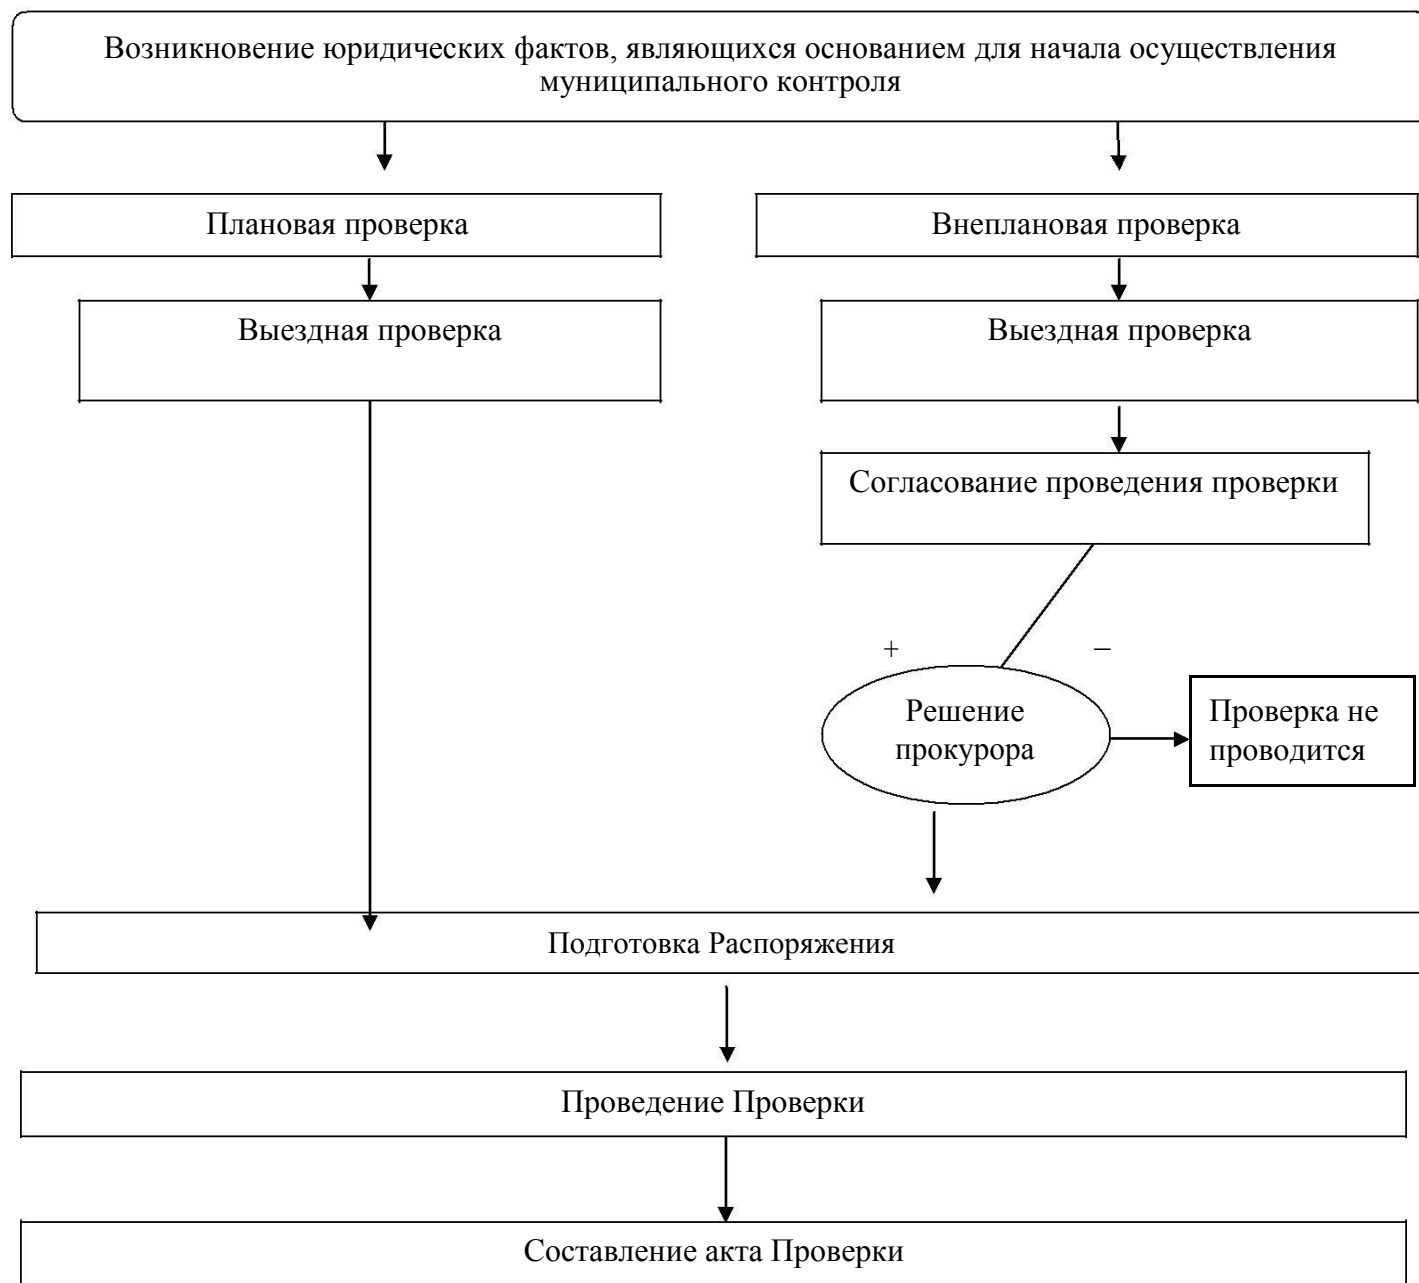 Возникновение юридических фактов, являющихся основанием для начала осуществления
муниципального контроля
Плановая проверка
Внеплановая проверка
Выездная проверка
Выездная проверка
Согласование проведения проверки
+
–
Решение
прокурора
Проверка не
проводится
Подготовка Распоряжения
Проведение Проверки
Составление акта Проверки